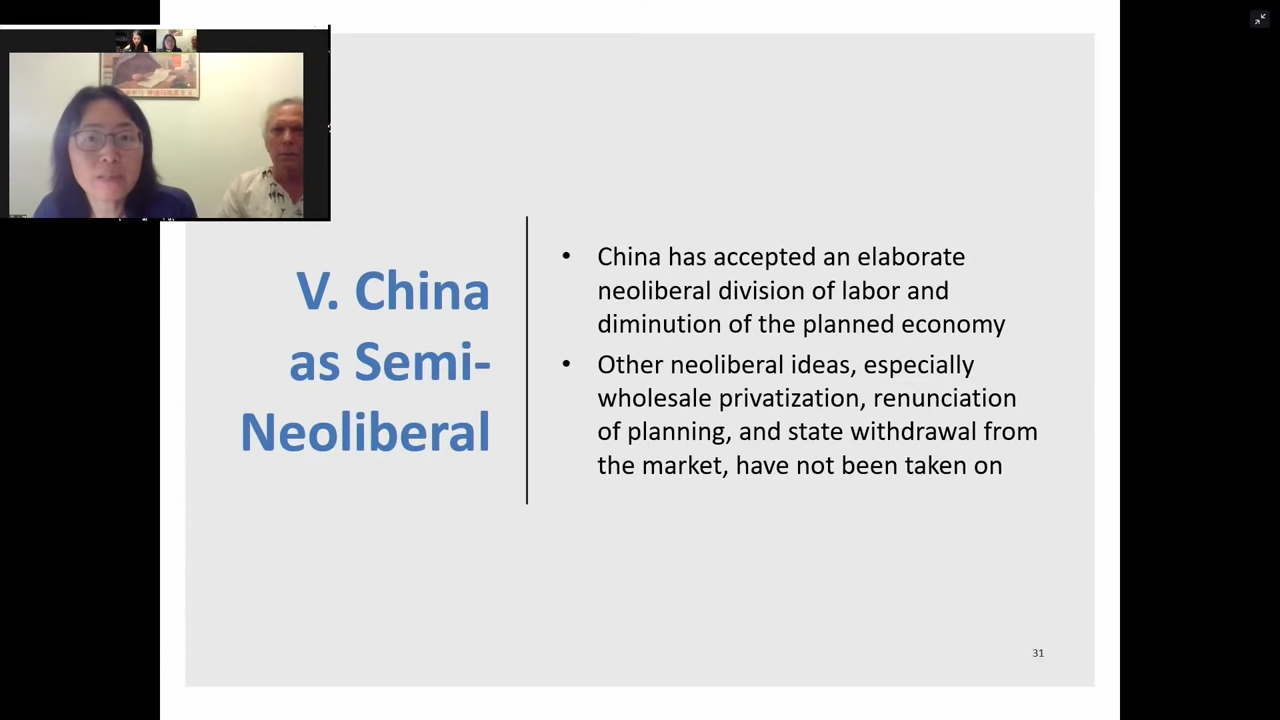 V. China
as Semi-
Neoliberal
• China has accepted an elaborate
neoliberal division of labor and
diminution of the planned economy
• Other neoliberal ideas, especially
wholesale privatization, renunciation
of planning, and state withdrawal from
the market, have not been taken on
31